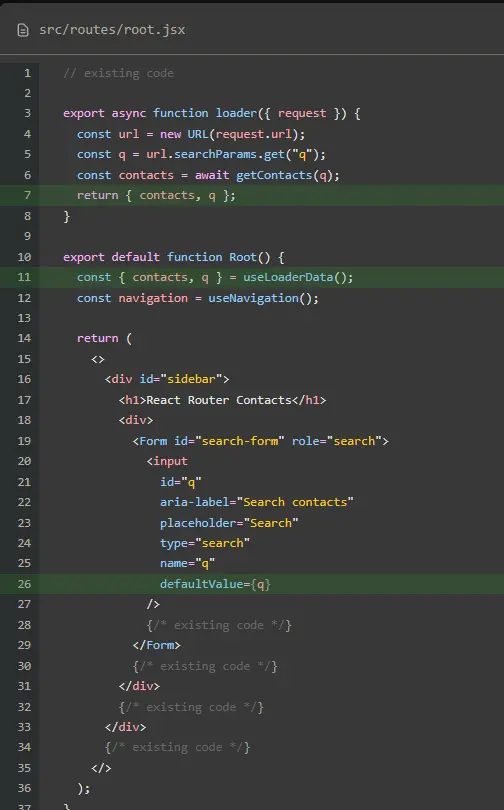 src/routes/root.jsx
1 // existing code
2
3 export async function loader({ request }) {
4   const url = new URL(request.url);
5   const q = url.searchParams.get("q");
6   const contacts = await getContacts(q);
7   return { contacts, q };
8 }
9
10 export default function Root() {
11   const { contacts, q } = useLoaderData();
12   const navigation = useNavigation();
13
14   return (
15     <>
16       <div id="sidebar">
17         <h1>React Router Contacts</h1>
18         <div>
19           <Form id="search-form" role="search">
20             <input
21               id="q"
22               aria-label="Search contacts"
23               placeholder="Search"
24               type="search"
25               name="q"
26               defaultValue={q}
27             />
28             {/* existing code */}
29           </Form>
30           {/* existing code */}
31         </div>
32         {/* existing code */}
33       </div>
34       {/* existing code */}
35     </>
36   );
37 }